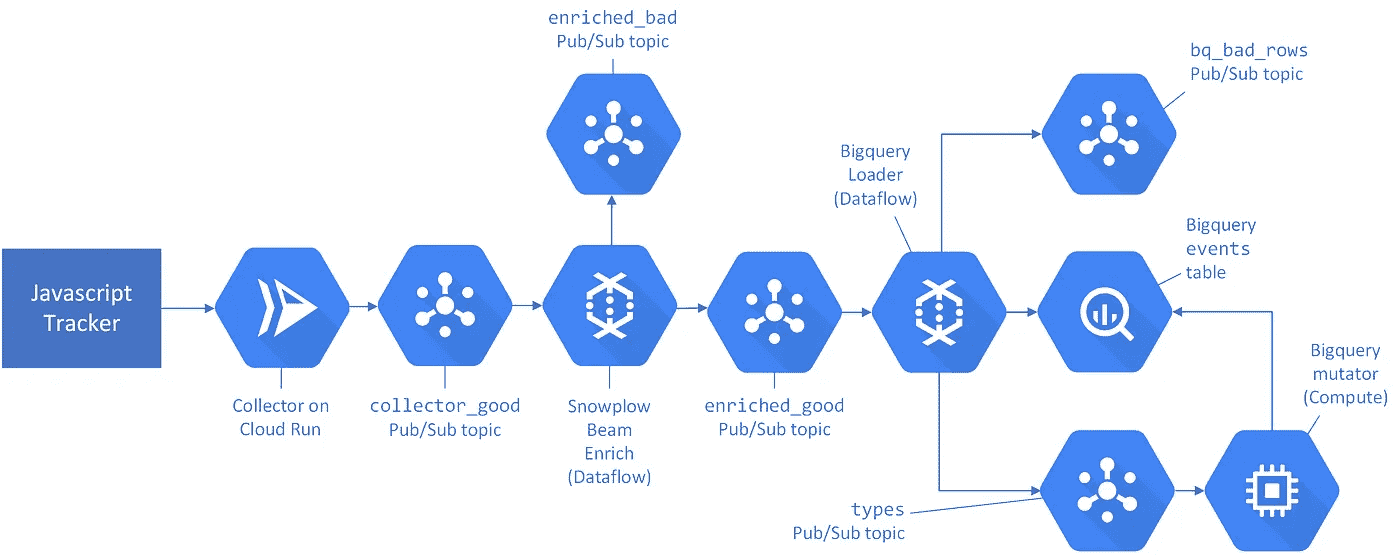 enriched_bad
Pub/Sub topic
bq_bad_rows
Pub/Sub topic
Bigquery
Loader
(Dataflow)
Bigquery
events
table
Javascript
Tracker
Bigquery
mutator
(Compute)
Collector on
Cloud Run
collector_good
Pub/Sub topic
Snowplow
Beam
Enrich
(Dataflow)
enriched_good
Pub/Sub topic
types
Pub/Sub topic